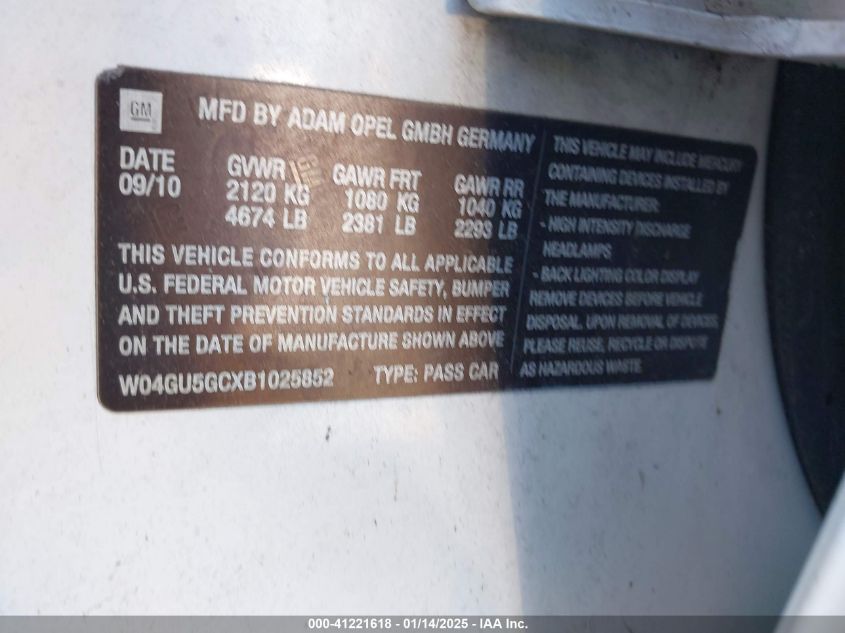 GM
MFD BY ADAM OPEL GMBH GERMANY
DATE
09/10
GVWR
2120 KG
4674 LB
GAWR FRT
1080 KG
2381 LB
GAWR RR
1040 KG
2293 LB
THIS VEHICLE CONFORMS TO ALL APPLICABLE
U.S. FEDERAL MOTOR VEHICLE SAFETY, BUMPER
AND THEFT PREVENTION STANDARDS IN EFFECT
ON THE DATE OF MANUFACTURE SHOWN ABOVE
W04GU5GCXB1025852 TYPE: PASS CAR
THIS VEHICLE MAY INCLUDE MERCURY
CONTAINING DEVICES INSTALLED BY
THE MANUFACTURER:
- HIGH INTENSITY DISCHARGE
HEADLAMPS
- BACK LIGHTING COLOR DISPLAY
REMOVE DEVICES BEFORE VEHICLE
DISPOSAL. UPON REMOVAL OF DEVICES,
PLEASE REUSE, RECYCLE OR DISPOSE
AS HAZARDOUS WASTE
000-41221618 - 01/14/2025 - IAA Inc.